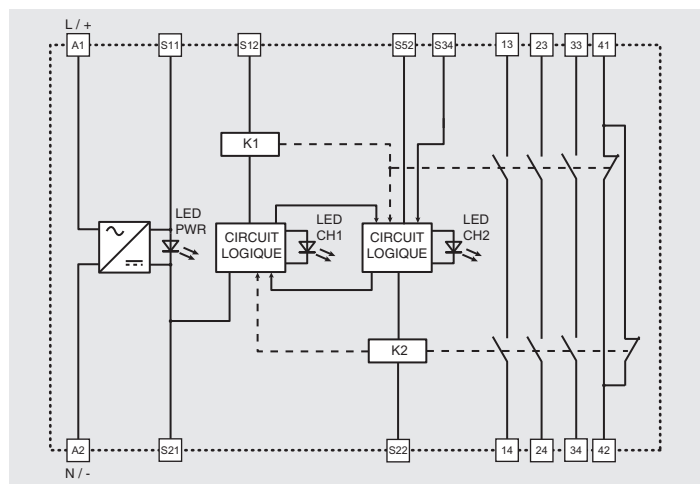 L / +
A1 S11 S12 S52 S34 13 23 33 41
K1
LED
PWR
CIRCUIT
LOGIQUE
LED
CH1
CIRCUIT
LOGIQUE
LED
CH2
K2
A2 S21 S22 14 24 34 42
N / -